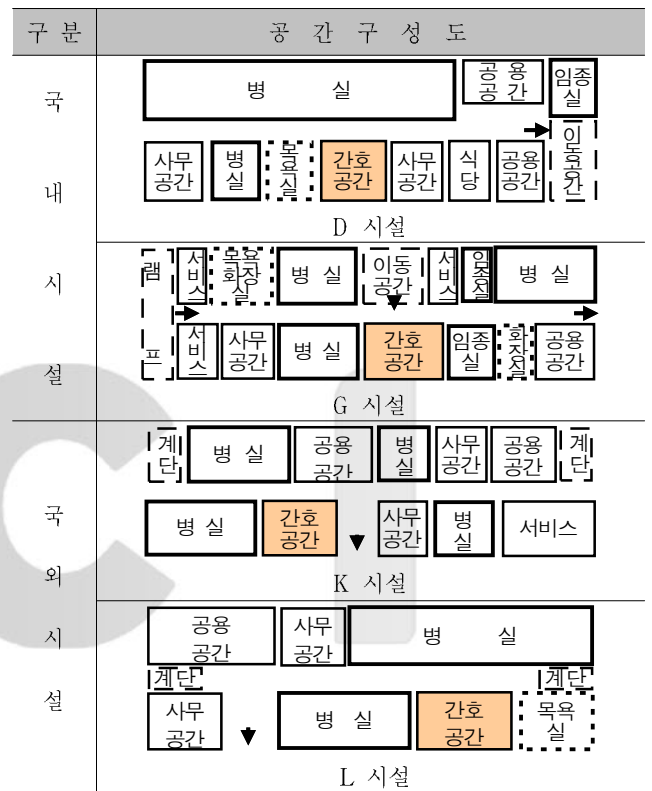 구 분 공 간 구 성 도
국 내 시 설
병 실
공 용 공 간
임종실
사무 공간
병실
목욕실
간호 공간
사무 공간
식당
공용 공간
이동공간
D 시설
램 프
서비스
목욕 화장실
병 실
이동 공간
서비스
임종실
병 실
서비스
사무 공간
병 실
간호 공간
임종실
화장실
공용 공간
G 시설
국 외 시 설
계단
병 실
공용 공간
병실
사무 공간
공용 공간
계단
병 실
간호 공간
사무 공간
병실
서비스
K 시설
공용 공간
사무 공간
병 실
계단
계단
사무 공간
병 실
간호 공간
목욕실
L 시설